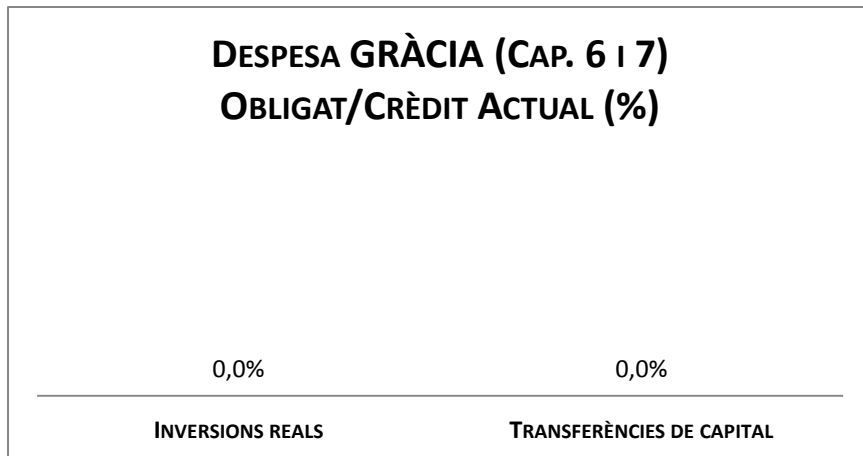 DESPESA GRÀCIA (CAP. 6 I 7)
OBLIGAT/CRÈDIT ACTUAL (%)
0,0% 0,0%
INVERSIONS REALS TRANSFERÈNCIES DE CAPITAL